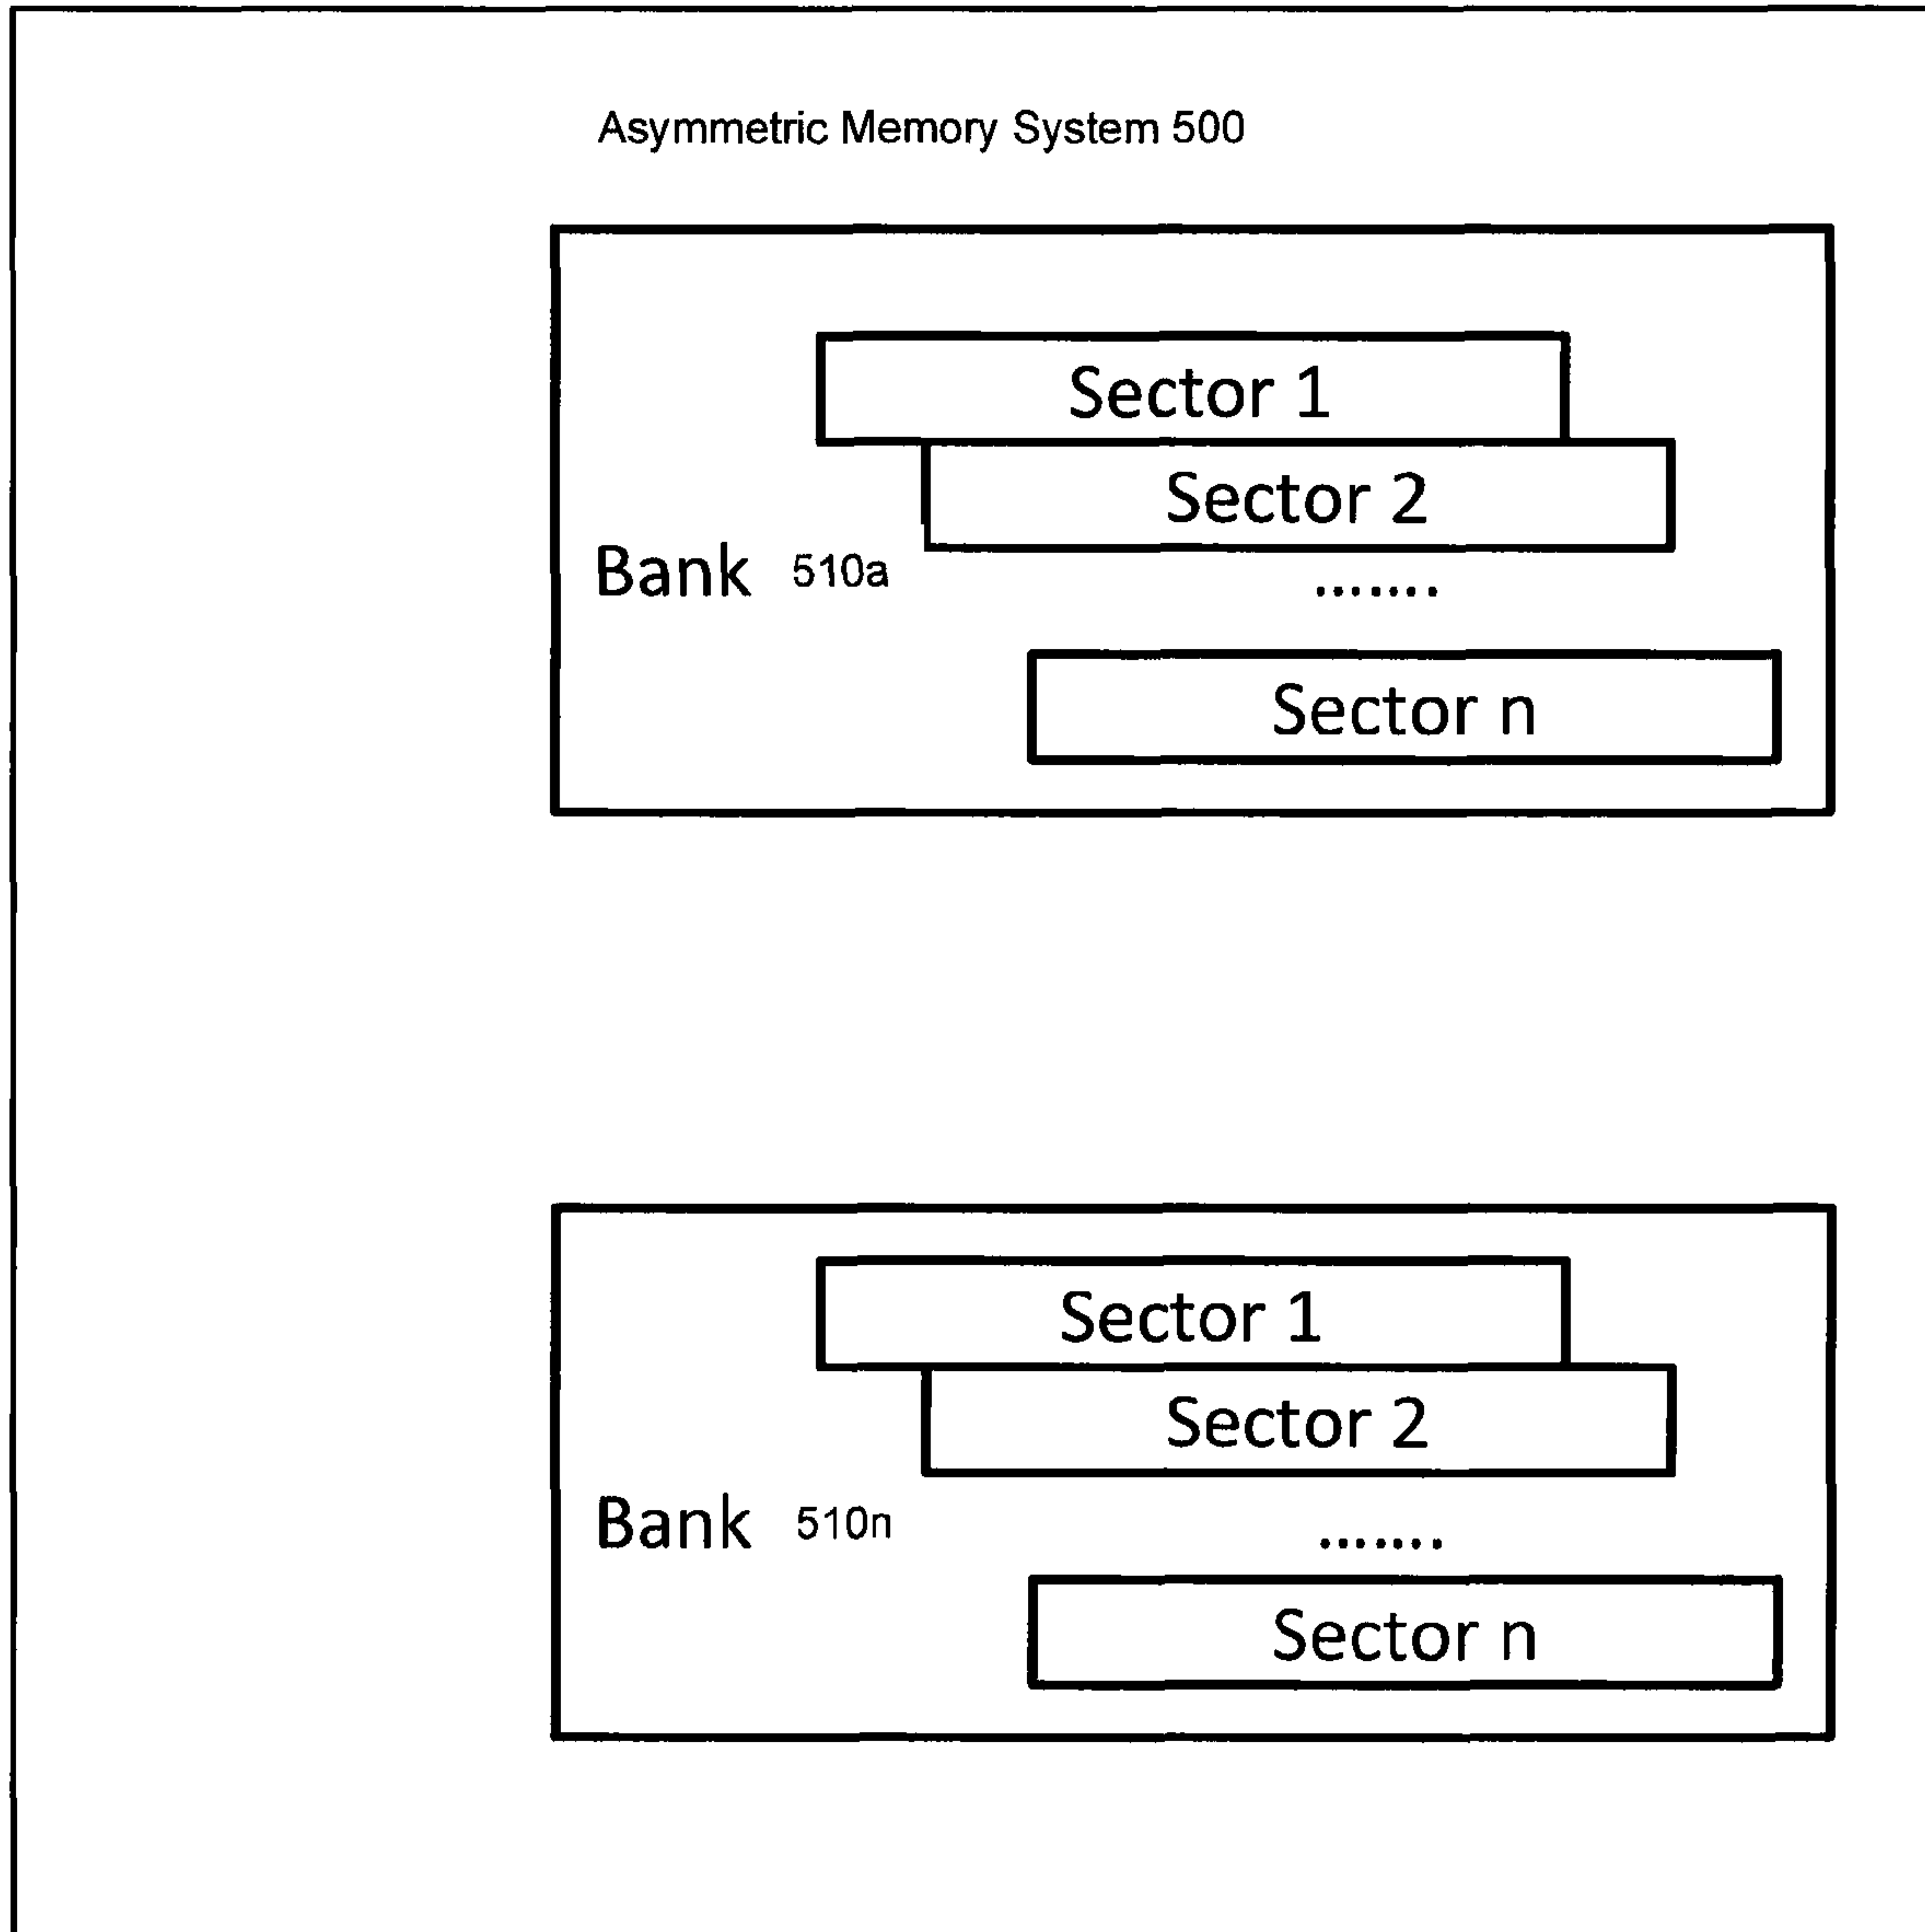 Asymmetric Memory System 500
Sector 1
Sector 2
Bank 510a
.......
Sector n
Sector 1
Sector 2
Bank 510n
.......
Sector n